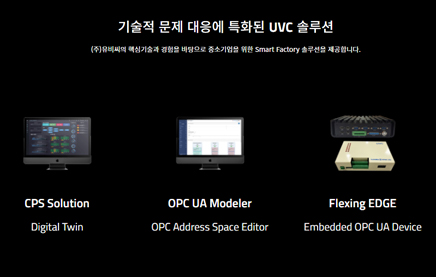 기술적 문제 대응에 특화된 UVC 솔루션
(주)유비씨의 핵심기술과 경험을 바탕으로 중소기업을 위한 Smart Factory 솔루션을 제공합니다.
CPS Solution
OPC UA Modeler
Flexing EDGE
Digital Twin
OPC Address Space Editor
Embedded OPC UA Device